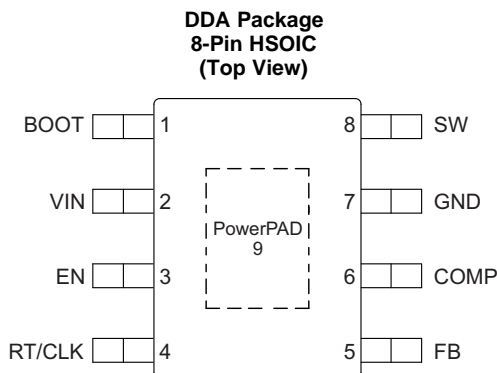 DDA Package
8-Pin HSOIC
(Top View)
BOOT 1 8 SW
VIN 2 7 GND
PowerPAD
9
EN 3 6 COMP
RT/CLK 4 5 FB